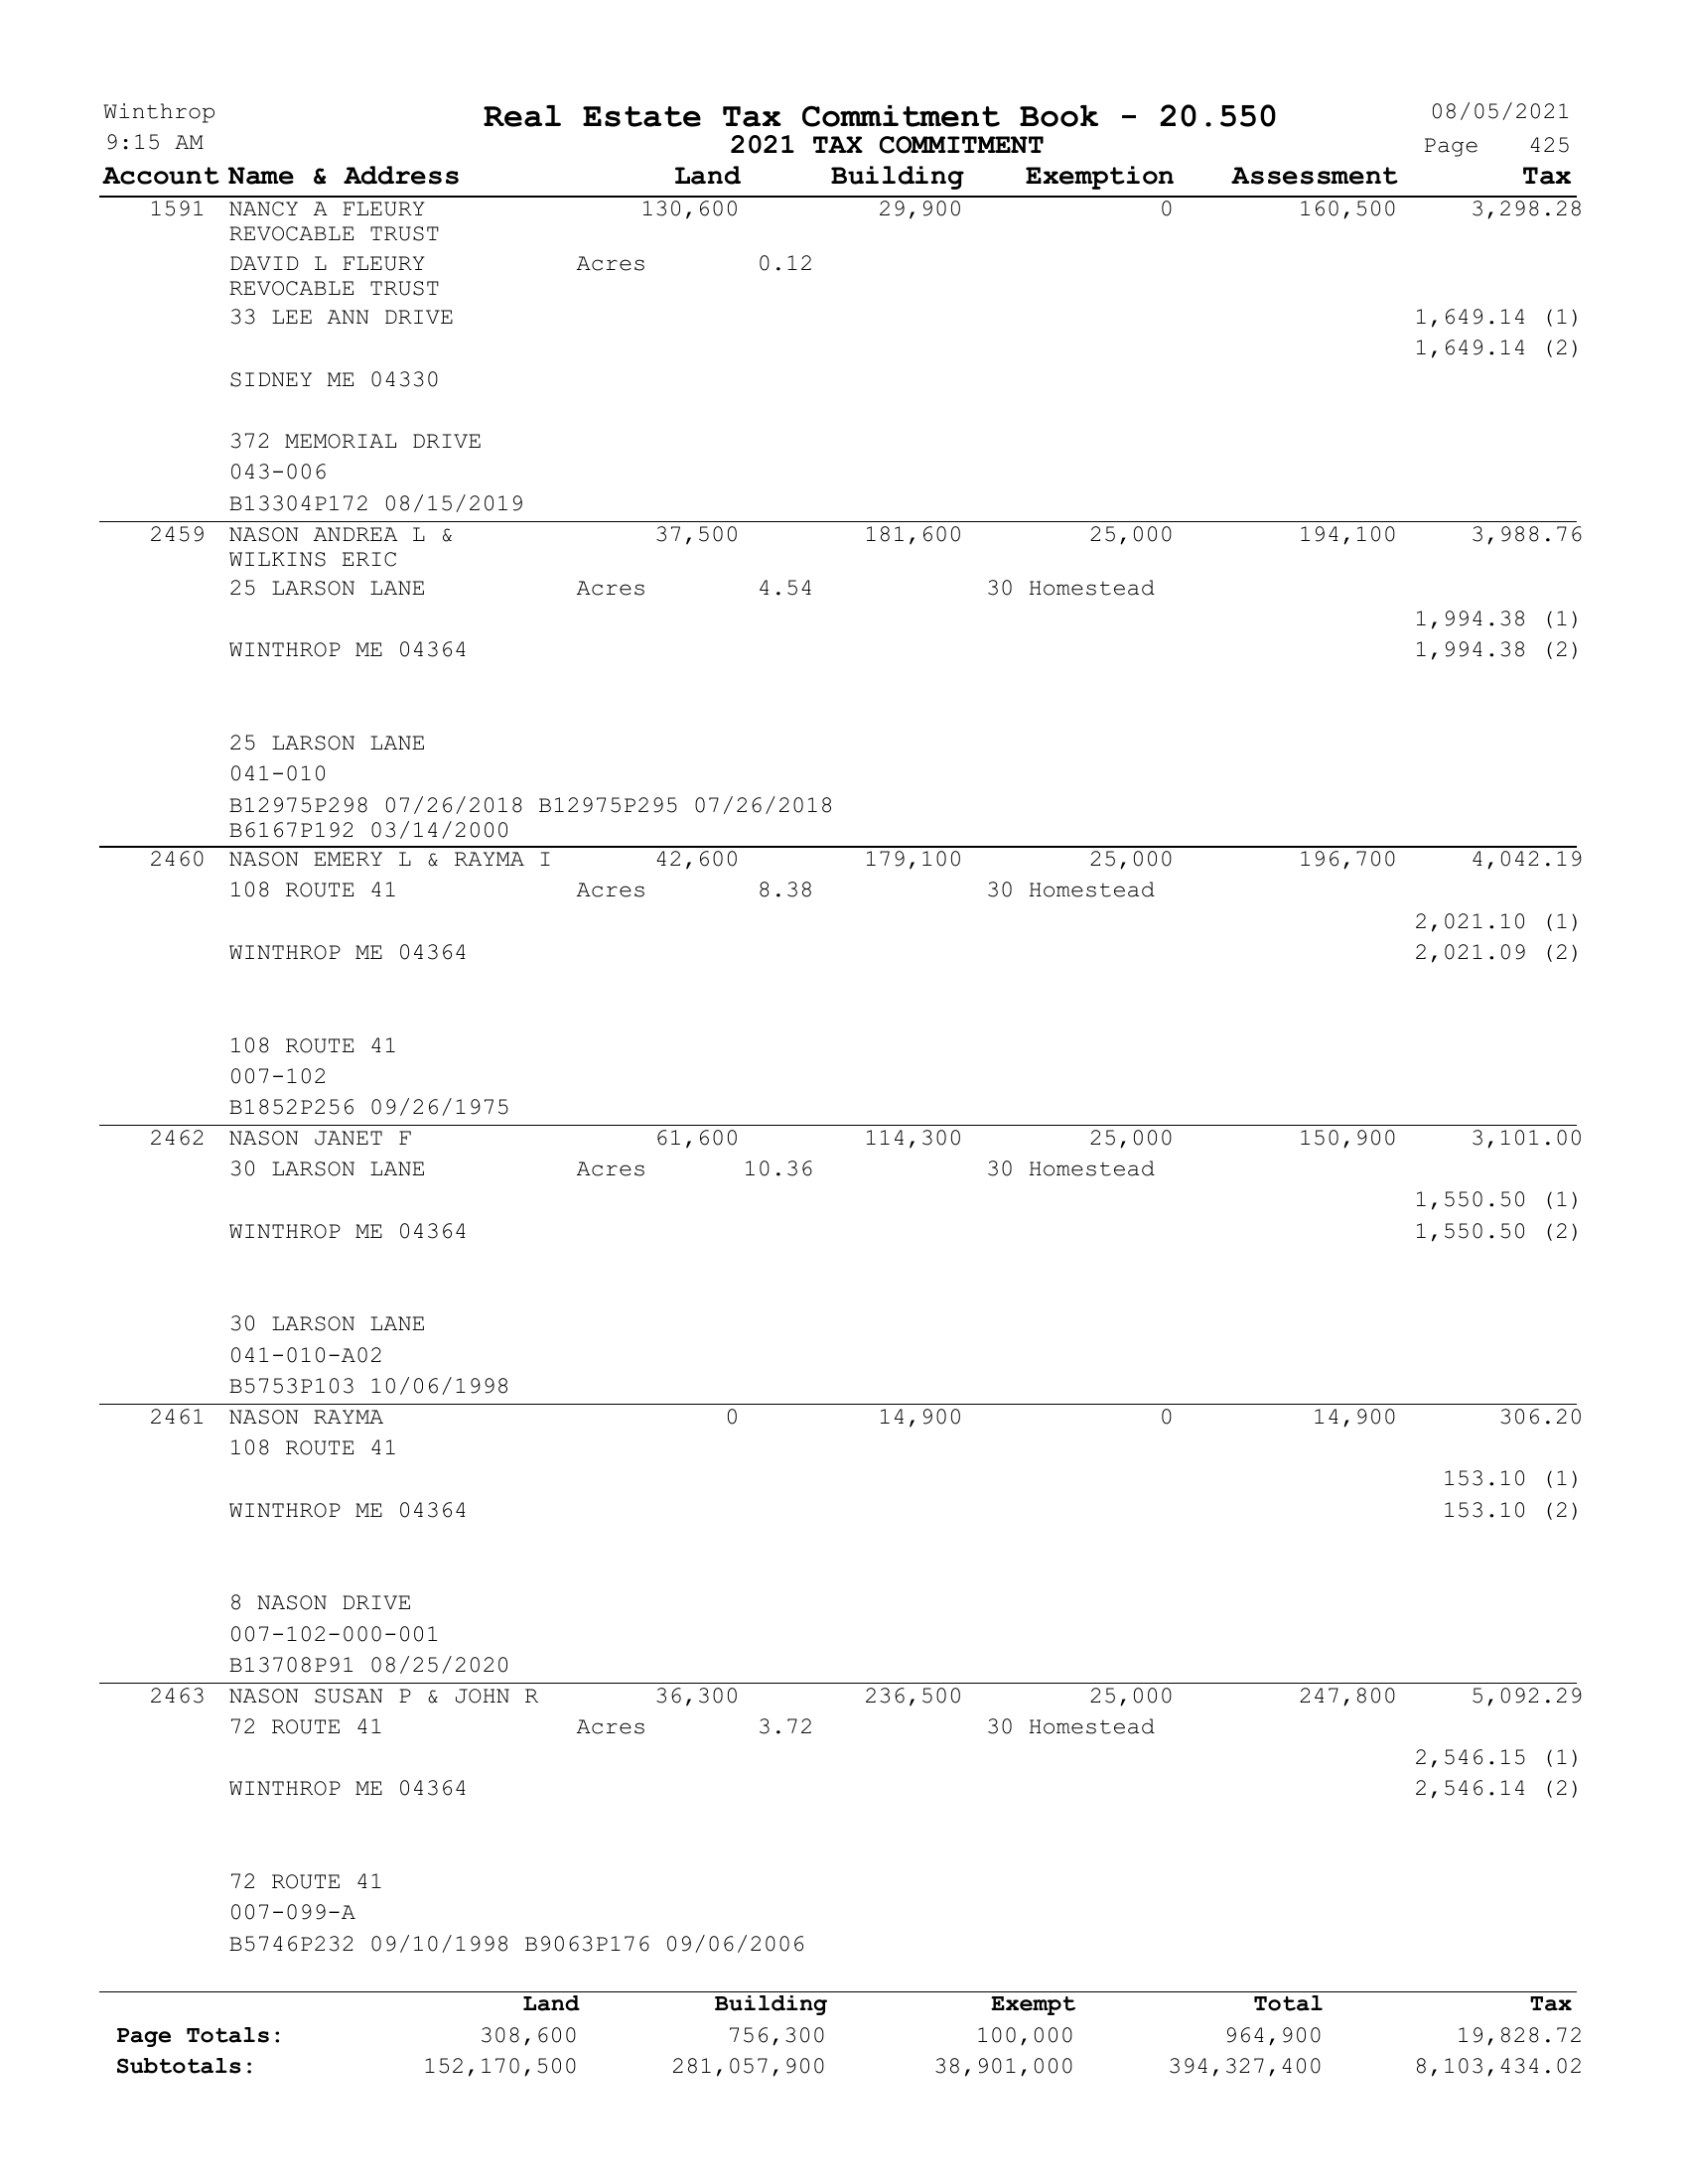 Winthrop Real Estate Tax Commitment Book - 20.550 08/05/2021
9:15 AM 2021 TAX COMMITMENT Page 425
Account Name & Address Land Building Exemption Assessment Tax
1591 NANCY A FLEURY 130,600 29,900 0 160,500 3,298.28
REVOCABLE TRUST
DAVID L FLEURY Acres 0.12
REVOCABLE TRUST
33 LEE ANN DRIVE 1,649.14 (1)
1,649.14 (2)
SIDNEY ME 04330
372 MEMORIAL DRIVE
043-006
B13304P172 08/15/2019
2459 NASON ANDREA L & 37,500 181,600 25,000 194,100 3,988.76
WILKINS ERIC
25 LARSON LANE Acres 4.54 30 Homestead
1,994.38 (1)
WINTHROP ME 04364 1,994.38 (2)
25 LARSON LANE
041-010
B12975P298 07/26/2018 B12975P295 07/26/2018
B6167P192 03/14/2000
2460 NASON EMERY L & RAYMA I 42,600 179,100 25,000 196,700 4,042.19
108 ROUTE 41 Acres 8.38 30 Homestead
2,021.10 (1)
WINTHROP ME 04364 2,021.09 (2)
108 ROUTE 41
007-102
B1852P256 09/26/1975
2462 NASON JANET F 61,600 114,300 25,000 150,900 3,101.00
30 LARSON LANE Acres 10.36 30 Homestead
1,550.50 (1)
WINTHROP ME 04364 1,550.50 (2)
30 LARSON LANE
041-010-A02
B5753P103 10/06/1998
2461 NASON RAYMA 0 14,900 0 14,900 306.20
108 ROUTE 41
153.10 (1)
WINTHROP ME 04364 153.10 (2)
8 NASON DRIVE
007-102-000-001
B13708P91 08/25/2020
2463 NASON SUSAN P & JOHN R 36,300 236,500 25,000 247,800 5,092.29
72 ROUTE 41 Acres 3.72 30 Homestead
2,546.15 (1)
WINTHROP ME 04364 2,546.14 (2)
72 ROUTE 41
007-099-A
B5746P232 09/10/1998 B9063P176 09/06/2006
Land Building Exempt Total Tax
Page Totals: 308,600 756,300 100,000 964,900 19,828.72
Subtotals: 152,170,500 281,057,900 38,901,000 394,327,400 8,103,434.02